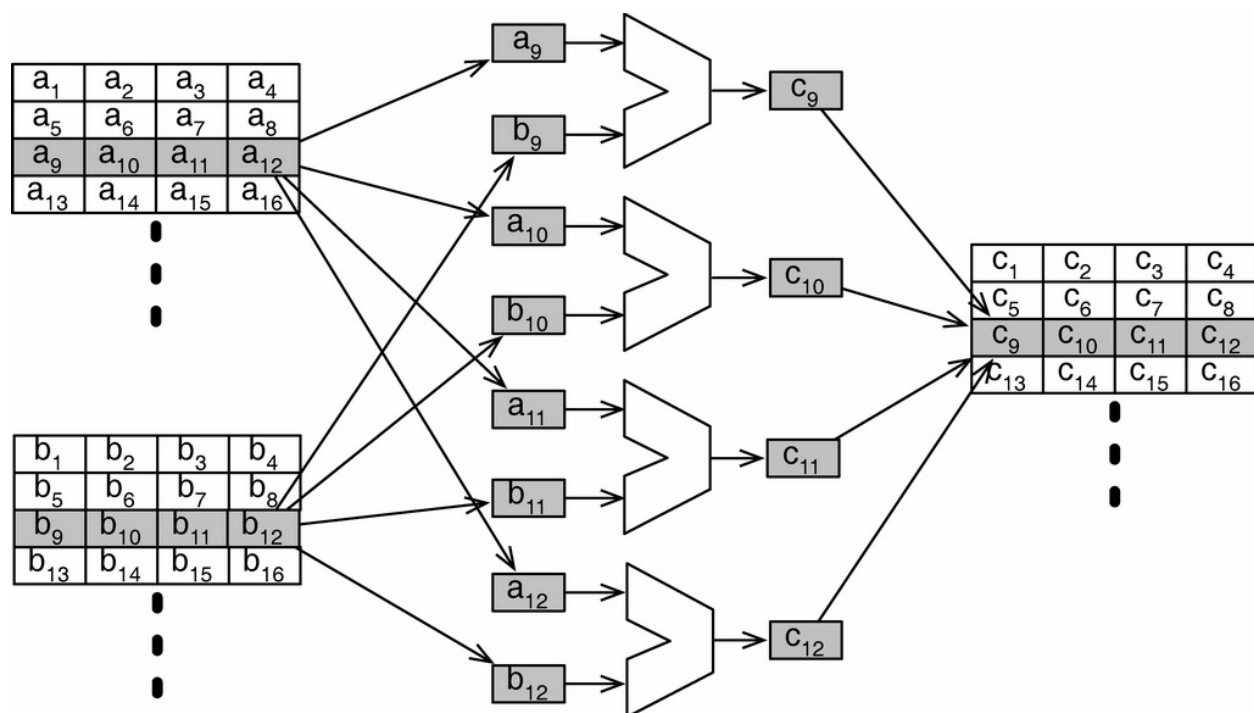 a₁ a₂ a₃ a₄
a₅ a₆ a₇ a₈
a₉ a₁₀ a₁₁ a₁₂
a₁₃ a₁₄ a₁₅ a₁₆
b₁ b₂ b₃ b₄
b₅ b₆ b₇ b₈
b₉ b₁₀ b₁₁ b₁₂
b₁₃ b₁₄ b₁₅ b₁₆
a₉
b₉
a₁₀
b₁₀
a₁₁
b₁₁
a₁₂
b₁₂
c₉
c₁₀
c₁₁
c₁₂
c₁ c₂ c₃ c₄
c₅ c₆ c₇ c₈
c₉ c₁₀ c₁₁ c₁₂
c₁₃ c₁₄ c₁₅ c₁₆